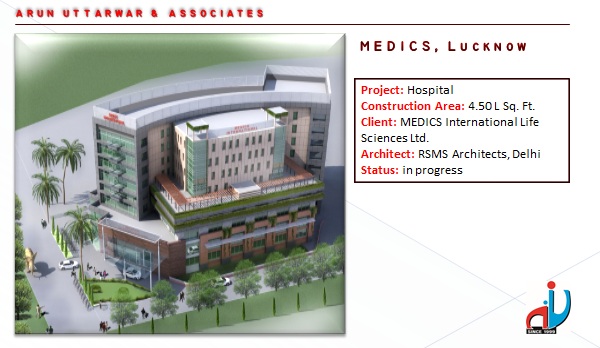 ARUN UTTARWAR & ASSOCIATES
MEDICS, LUCKNOW
Project: Hospital
Construction Area: 4.50 L Sq. Ft.
Client: MEDICS International Life
Sciences Ltd.
Architect: RSMS Architects, Delhi
Status: in progress
SINCE 1999